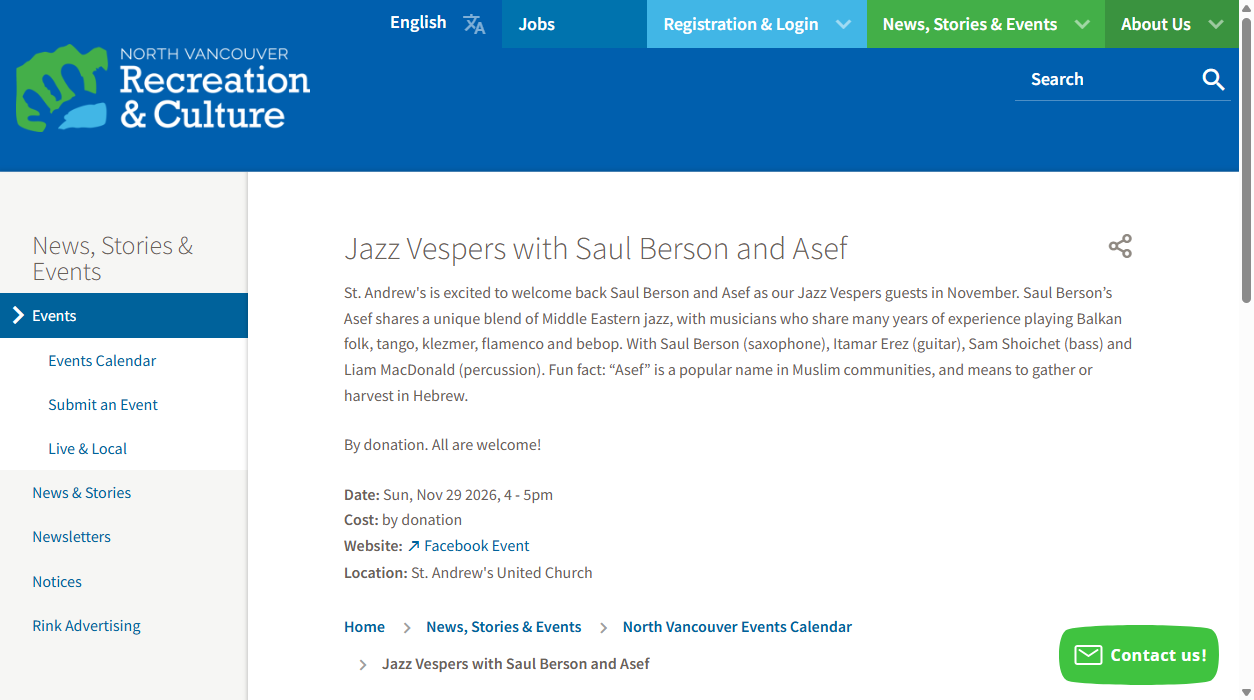 English
Jobs
Registration & Login
News, Stories & Events
About Us
NORTH VANCOUVER
Recreation
& Culture
Search
News, Stories &
Events
Events
Events Calendar
Submit an Event
Live & Local
News & Stories
Newsletters
Notices
Rink Advertising
Jazz Vespers with Saul Berson and Asef
St. Andrew's is excited to welcome back Saul Berson and Asef as our Jazz Vespers guests in November. Saul Berson’s
Asef shares a unique blend of Middle Eastern jazz, with musicians who share many years of experience playing Balkan
folk, tango, klezmer, flamenco and bebop. With Saul Berson (saxophone), Itamar Erez (guitar), Sam Shoichet (bass) and
Liam MacDonald (percussion). Fun fact: “Asef” is a popular name in Muslim communities, and means to gather or
harvest in Hebrew.
By donation. All are welcome!
Date: Sun, Nov 29 2026, 4 - 5pm
Cost: by donation
Website: Facebook Event
Location: St. Andrew's United Church
Home
News, Stories & Events
North Vancouver Events Calendar
Jazz Vespers with Saul Berson and Asef
Contact us!